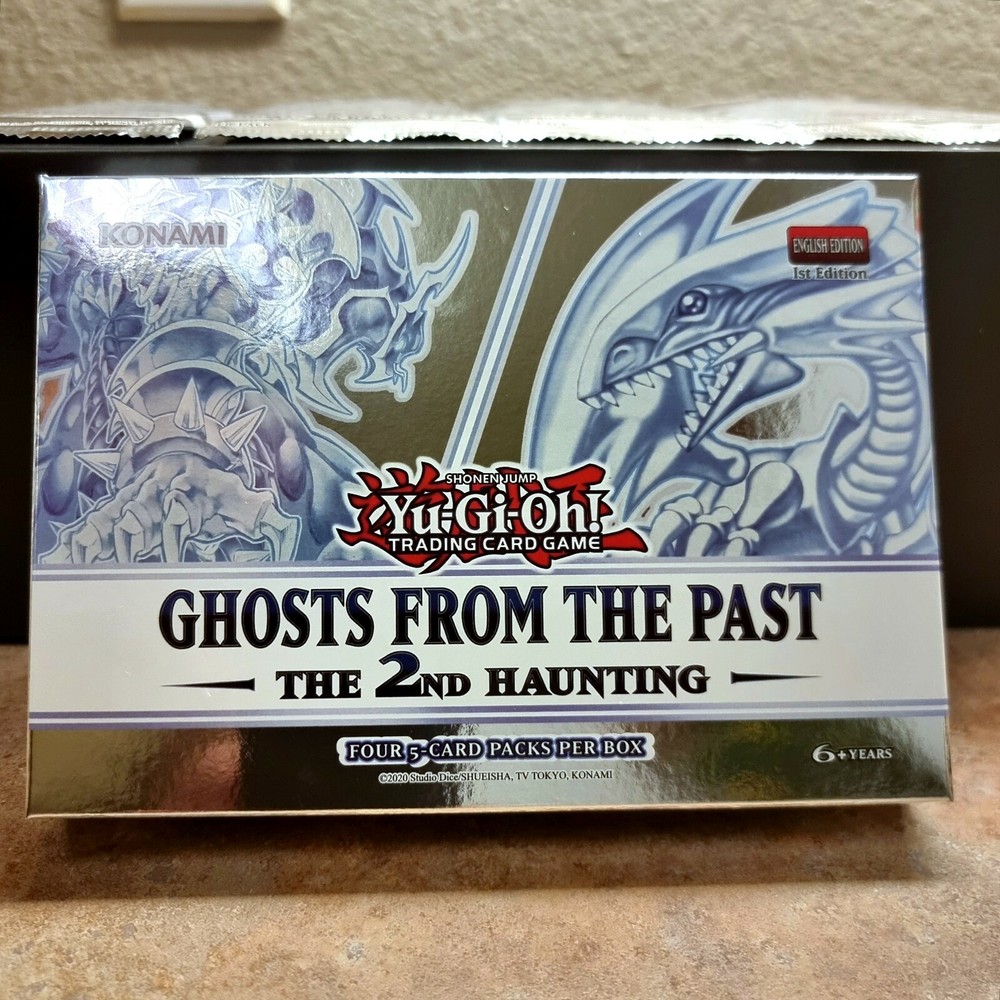 KONAMI
ENGLISH EDITION
1st Edition
SHONEN JUMP
Yu-Gi-Oh!
TRADING CARD GAME
GHOSTS FROM THE PAST
THE 2ND HAUNTING
FOUR 5-CARD PACKS PER BOX
6+YEARS
©2020 Studio Dice/SHUEISHA, TV TOKYO, KONAMI